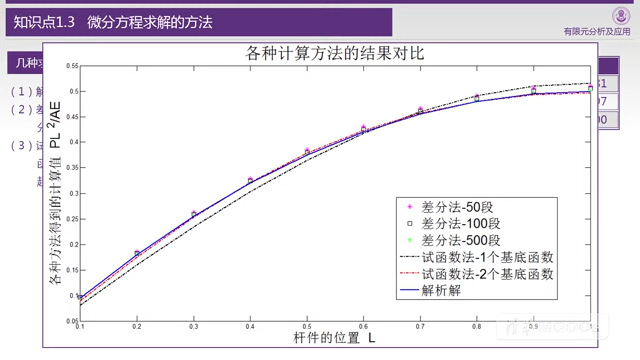 知识点1.3 微分方程求解的方法
有限元分析及应用
几种求
(1)解
(2)差
分
(3)试
函
各种计算方法的结果对比
各种方法得到的计算值 PL ²/AE
0.55
0.5
0.45
0.4
0.35
0.3
0.25
0.2
0.15
0.1
0.05
差分法-50段
差分法-100段
差分法-500段
试函数法-1个基底函数
试函数法-2个基底函数
解析解
0.1 0.2 0.3 0.4 0.5 0.6 0.7 0.8 0.9 1
杆件的位置 L